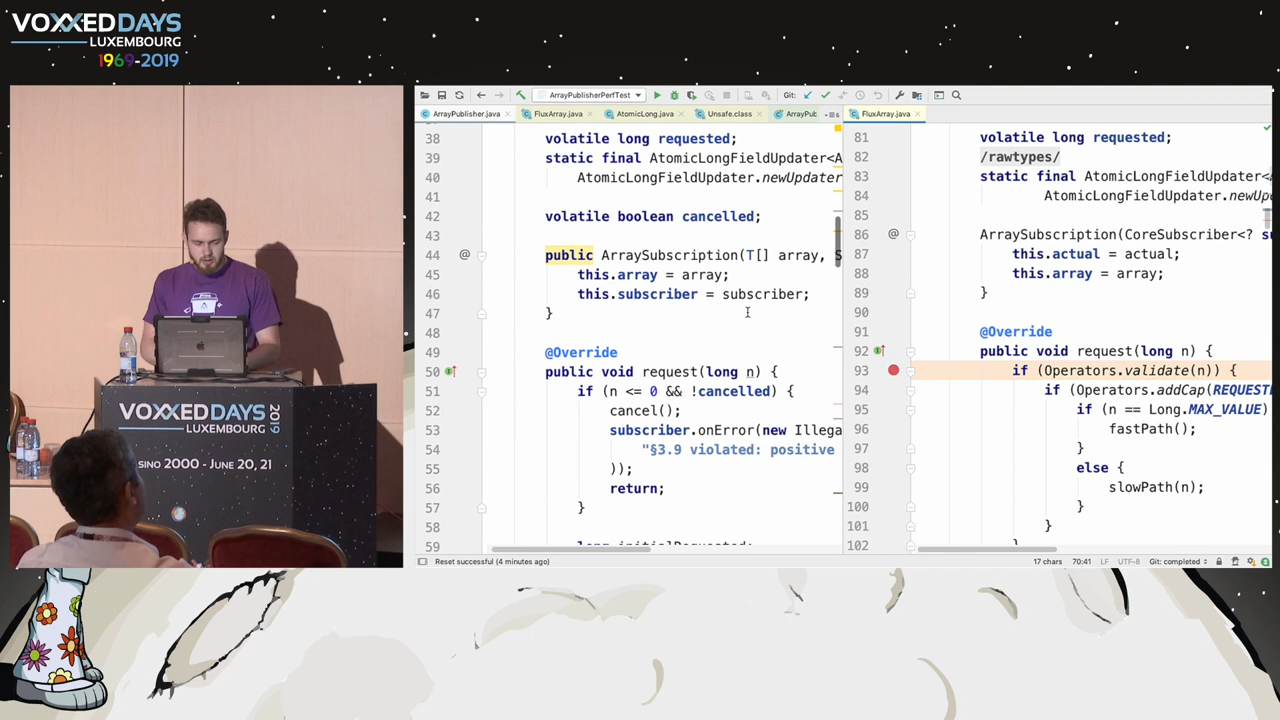 VOXXEDDAYS
LUXEMBOURG
1969-2019
VOXXEDDAYS
LUXEMBOURG
2019
SINO 2000 - JUNE 20, 21
ArrayPublisherPerfTest
Git:
ArrayPublisher.java
FluxArray.java
AtomicLong.java
Unsafe.class
ArrayPub
38 volatile long requested;
39 static final AtomicLongFieldUpdater<A
40 AtomicLongFieldUpdater.newUpdater
41
42 volatile boolean cancelled;
43
44 @ public ArraySubscription(T[] array, S
45 this.array = array;
46 this.subscriber = subscriber;
47 }
48
49 @Override
50 public void request(long n) {
51 if (n <= 0 && !cancelled) {
52 cancel();
53 subscriber.onError(new Illega
54 "§3.9 violated: positive
55 ));
56 return;
57 }
58
59 long initialRequested;
FluxArray.java
81 volatile long requested;
82 /rawtypes/
83 static final AtomicLongFieldUpdater<
84 AtomicLongFieldUpdater.newUp
85
86 @ ArraySubscription(CoreSubscriber<? su
87 this.actual = actual;
88 this.array = array;
89 }
90
91 @Override
92 public void request(long n) {
93 if (Operators.validate(n)) {
94 if (Operators.addCap(REQUEST
95 if (n == Long.MAX_VALUE)
96 fastPath();
97 }
98 else {
99 slowPath(n);
100 }
101 }
102 }
Reset successful (4 minutes ago)
17 chars 70:41 LF UTF-8 Git: completed